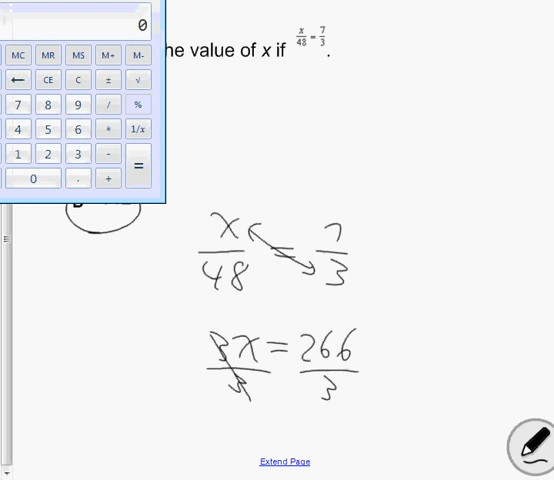 0
MC MR MS M+ M-
← CE C ± √
7 8 9 / %
4 5 6 * 1/x
1 2 3 - =
0 . +
he value of x if x/48 = 7/3.
x/48 = 7/3
3x/3 = 266/3
Extend Page